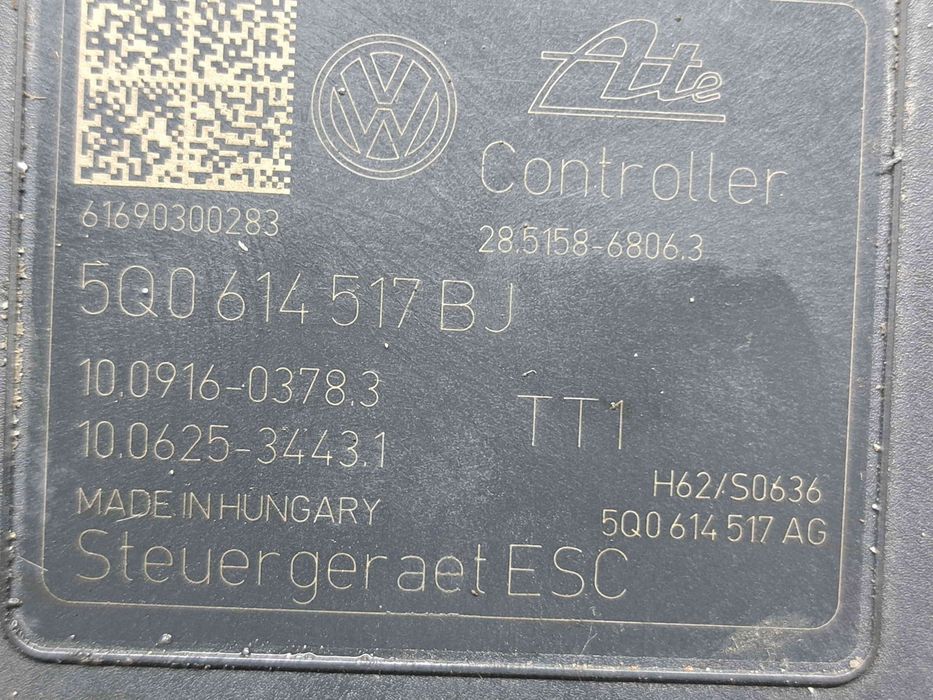 Ate
Controller
61690300283
28.5158-6806.3
5Q0 614 517 BJ
10.0916-0378.3
10.0625-3443.1
TT1
H62/S0636
MADE IN HUNGARY
5Q0 614 517 AG
Steuergeraet ESC